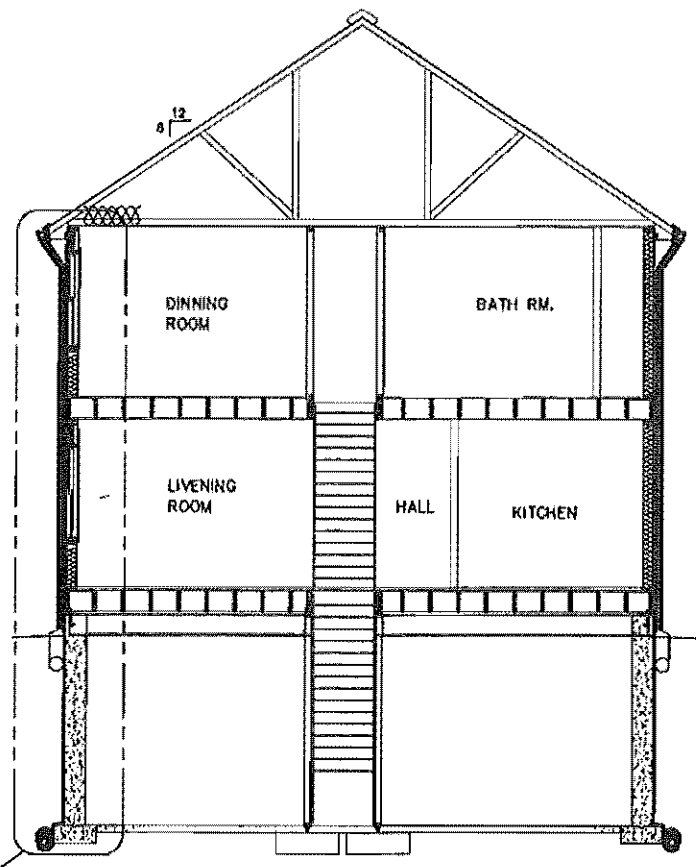 12
8
DINNING
ROOM
BATH RM.
LIVENING
ROOM
HALL
KITCHEN